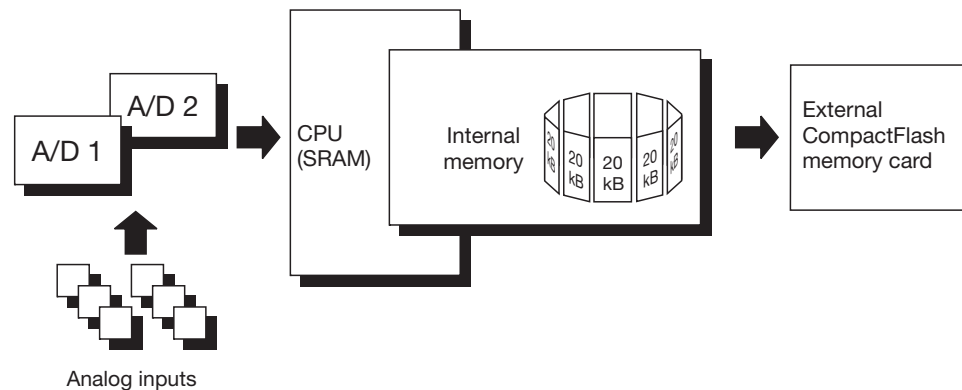 A/D 2
A/D 1
CPU
(SRAM)
Internal
memory
20
kB
20
kB
20
kB
20
kB
20
kB
External
CompactFlash
memory card
Analog inputs